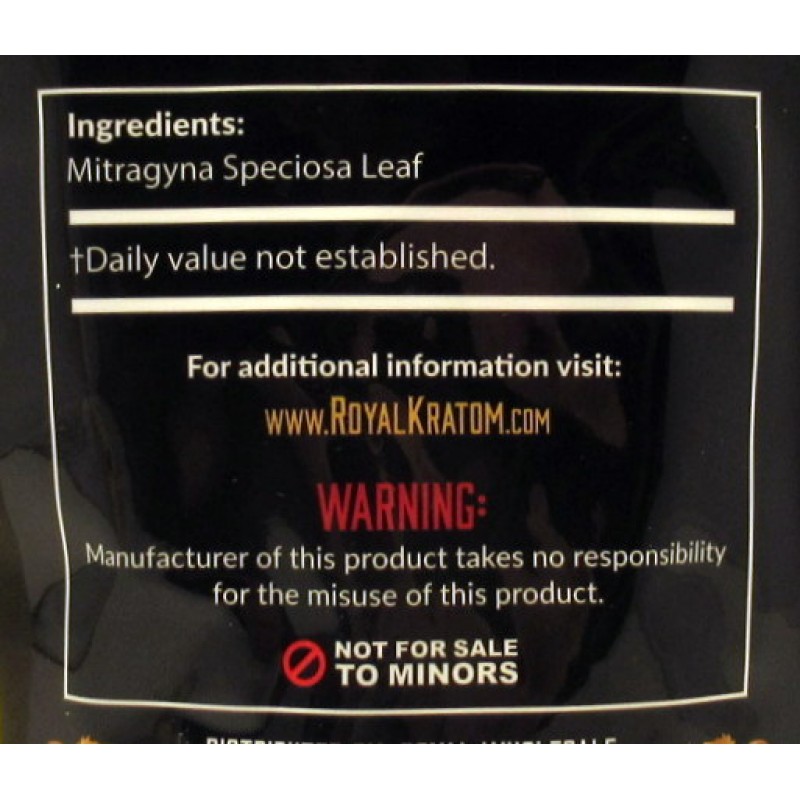 Ingredients:
Mitragyna Speciosa Leaf
†Daily value not established.
For additional information visit:
www.RoyalKratom.com
WARNING:
Manufacturer of this product takes no responsibility
for the misuse of this product.
NOT FOR SALE
TO MINORS